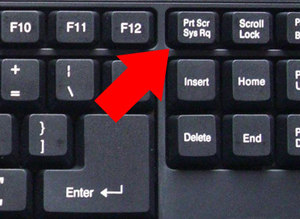 F10 F11 F12 Prt Scr Scroll P
Sys Rq Lock B
+ | Insert Home P
= \ U
} Delete End P
] D
"
Enter ↵